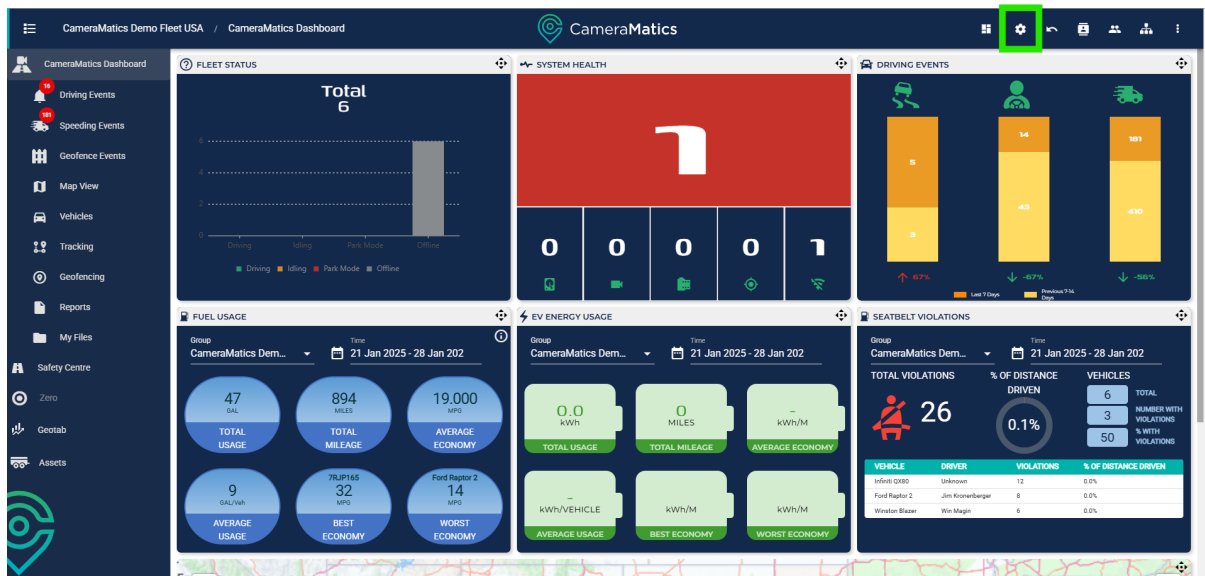 CameraMatics Demo Fleet USA / CameraMatics Dashboard
CameraMatics
CameraMatics Dashboard
16
Driving Events
181
Speeding Events
Geofence Events
Map View
Vehicles
Tracking
Geofencing
Reports
My Files
Safety Centre
Zero
Geotab
Assets
FLEET STATUS
Total
6
6
4
2
0
Driving Idling Park Mode Offline
Driving Idling Park Mode Offline
SYSTEM HEALTH
1
0 0 0 0 1
DRIVING EVENTS
5 14 181
3 43 410
67% -67% -56%
Last 7 Days Previous 7-14 Days
FUEL USAGE
Group Time
CameraMatics Dem... 21 Jan 2025 - 28 Jan 202
47
GAL
TOTAL
USAGE
894
MILES
TOTAL
MILEAGE
19.000
MPG
AVERAGE
ECONOMY
9
GAL/Veh
AVERAGE
USAGE
7RJP165
32
MPG
BEST
ECONOMY
Ford Raptor 2
14
MPG
WORST
ECONOMY
EV ENERGY USAGE
Group Time
CameraMatics Dem... 21 Jan 2025 - 28 Jan 202
0.0
kWh
TOTAL USAGE
0
MILES
TOTAL MILEAGE
-
kWh/M
AVERAGE ECONOMY
-
kWh/VEHICLE
AVERAGE USAGE
kWh/M
BEST ECONOMY
kWh/M
WORST ECONOMY
SEATBELT VIOLATIONS
Group Time
CameraMatics Dem... 21 Jan 2025 - 28 Jan 202
TOTAL VIOLATIONS
26
% OF DISTANCE
DRIVEN
0.1%
VEHICLES
6 TOTAL
3 NUMBER WITH
VIOLATIONS
50 % WITH
VIOLATIONS
VEHICLE DRIVER VIOLATIONS % OF DISTANCE DRIVEN
Infiniti QX80 Unknown 12 0.0%
Ford Raptor 2 Jim Kronenberger 8 0.0%
Winston Blazer Win Magin 6 0.0%